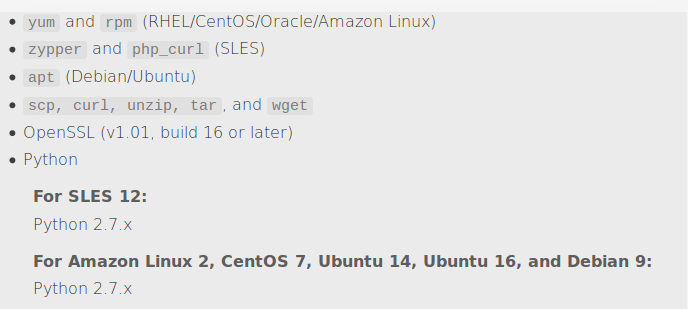 • yum and rpm (RHEL/CentOS/Oracle/Amazon Linux)
• zypper and php_curl (SLES)
• apt (Debian/Ubuntu)
• scp, curl, unzip, tar, and wget
• OpenSSL (v1.01, build 16 or later)
• Python
For SLES 12:
Python 2.7.x
For Amazon Linux 2, CentOS 7, Ubuntu 14, Ubuntu 16, and Debian 9:
Python 2.7.x